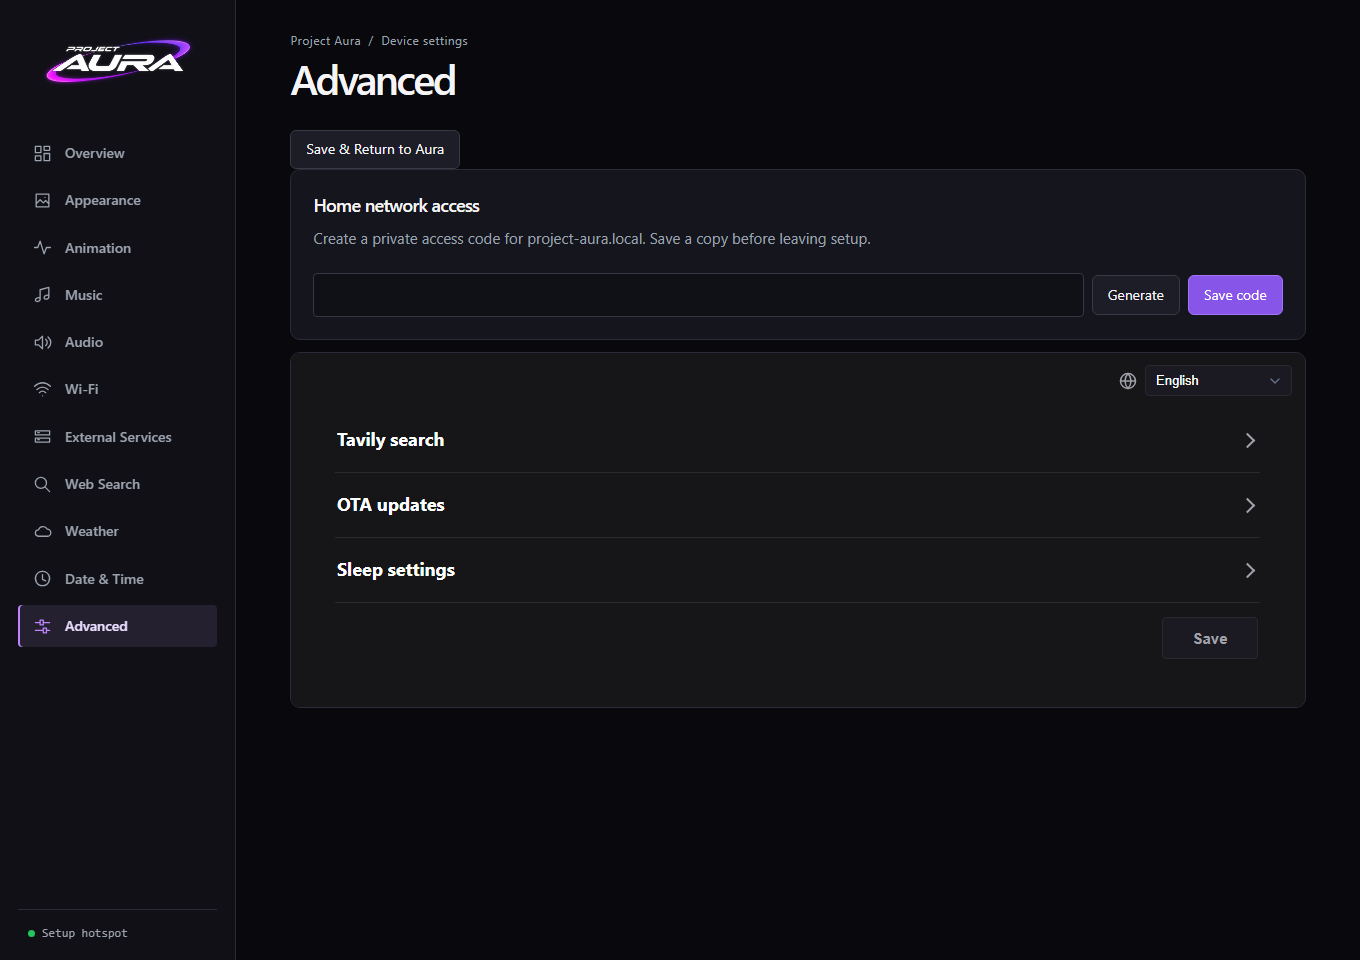 PROJECT
AURA
Overview
Appearance
Animation
Music
Audio
Wi-Fi
External Services
Web Search
Weather
Date & Time
Advanced
Setup hotspot
Project Aura / Device settings
Advanced
Save & Return to Aura
Home network access
Create a private access code for project-aura.local. Save a copy before leaving setup.
Generate
Save code
English
Tavily search
OTA updates
Sleep settings
Save